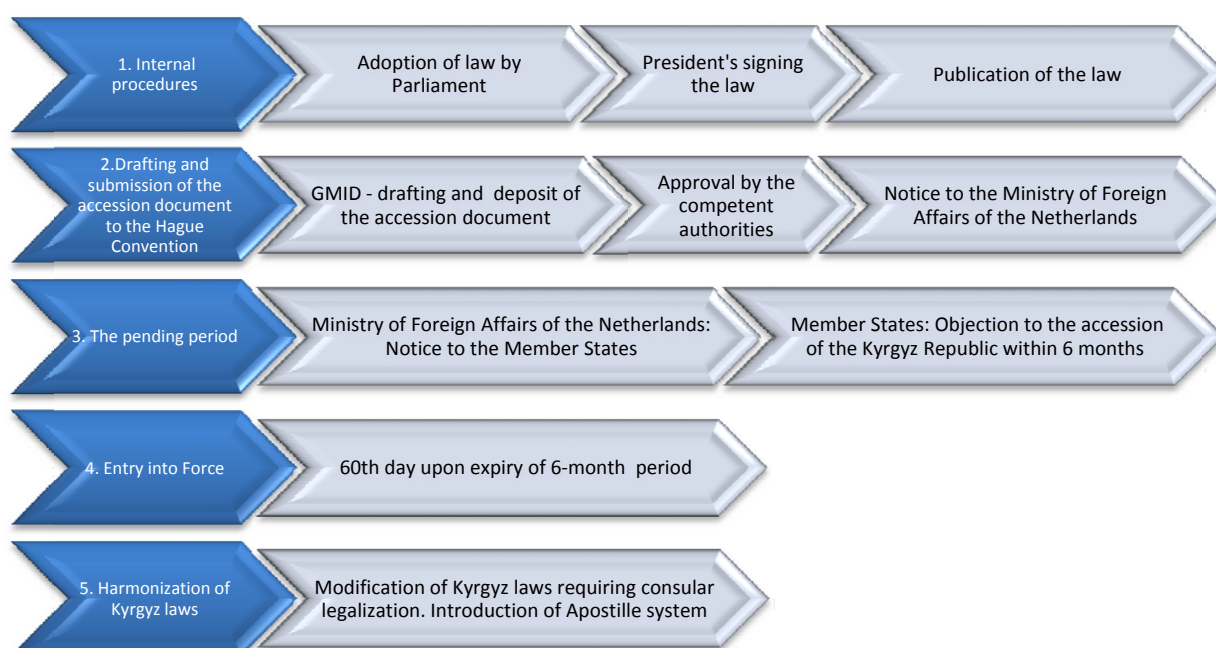 1. Internal
procedures
Adoption of law by
Parliament
President's signing
the law
Publication of the law
2.Drafting and
submission of the
accession document
to the Hague
Convention
GMID - drafting and deposit of
the accession document
Approval by the
competent
authorities
Notice to the Ministry of Foreign
Affairs of the Netherlands
3. The pending period
Ministry of Foreign Affairs of the Netherlands:
Notice to the Member States
Member States: Objection to the accession
of the Kyrgyz Republic within 6 months
4. Entry into Force
60th day upon expiry of 6-month period
5. Harmonization of
Kyrgyz laws
Modification of Kyrgyz laws requiring consular
legalization. Introduction of Apostille system